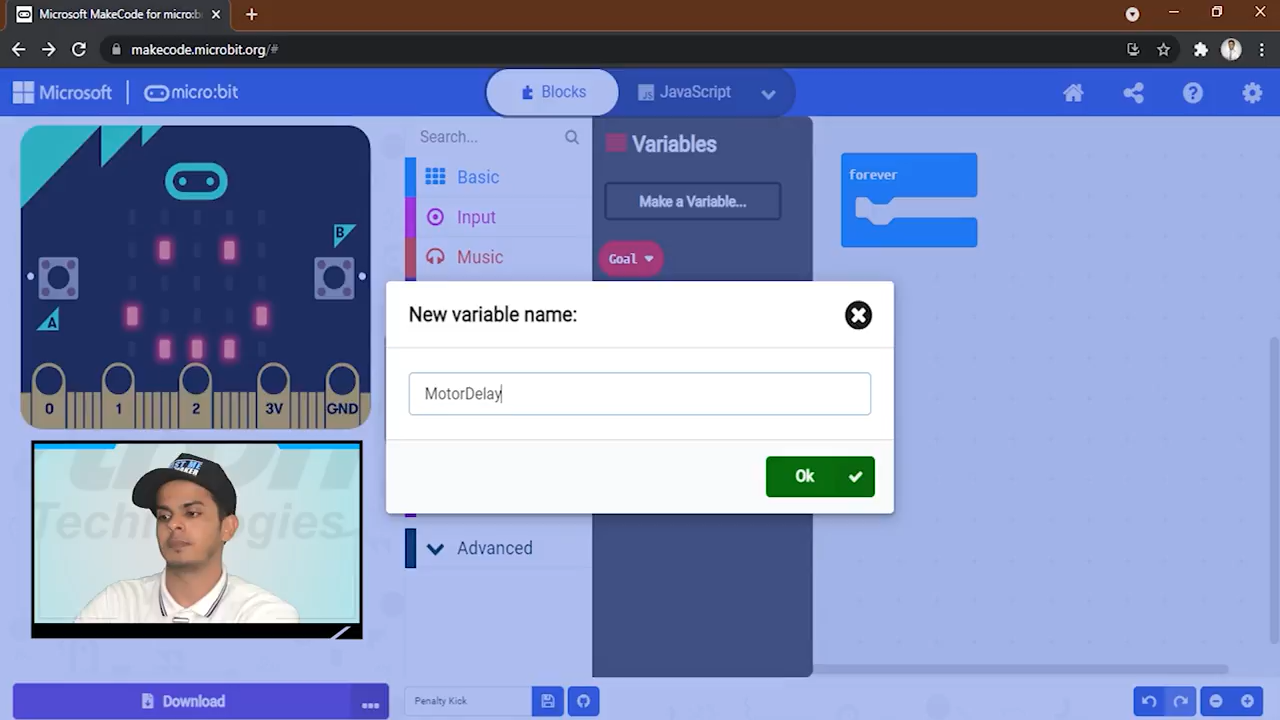 Microsoft MakeCode for micro:b
makecode.microbit.org/#
Microsoft
micro:bit
Blocks
JavaScript
Search...
Variables
Basic
Make a Variable...
forever
Input
Music
Goal
B
A
New variable name:
MotorDelay
Ok
0
1
2
3V
GND
Technologies
Advanced
Download
Penalty Kick